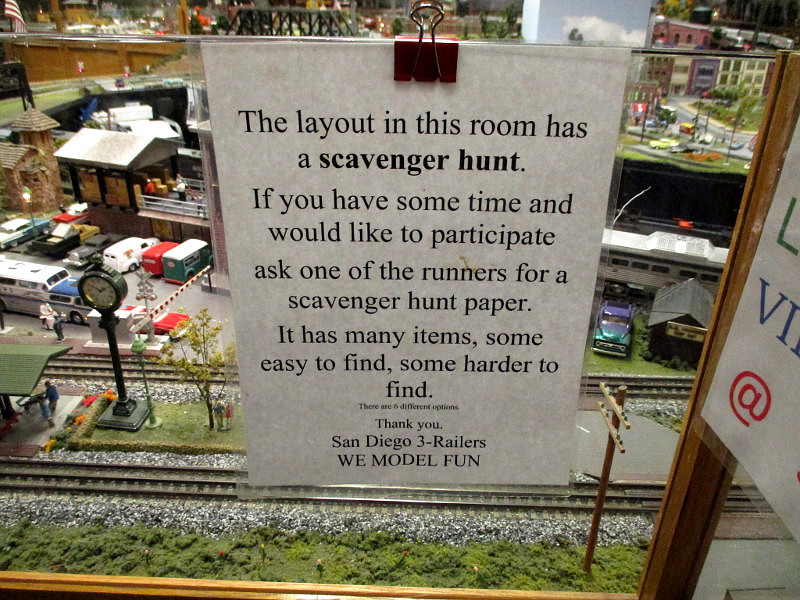 The layout in this room has
a scavenger hunt.
If you have some time and
would like to participate
ask one of the runners for a
scavenger hunt paper.
It has many items, some
easy to find, some harder to
find.
There are 6 different options.
Thank you.
San Diego 3-Railers
WE MODEL FUN
@